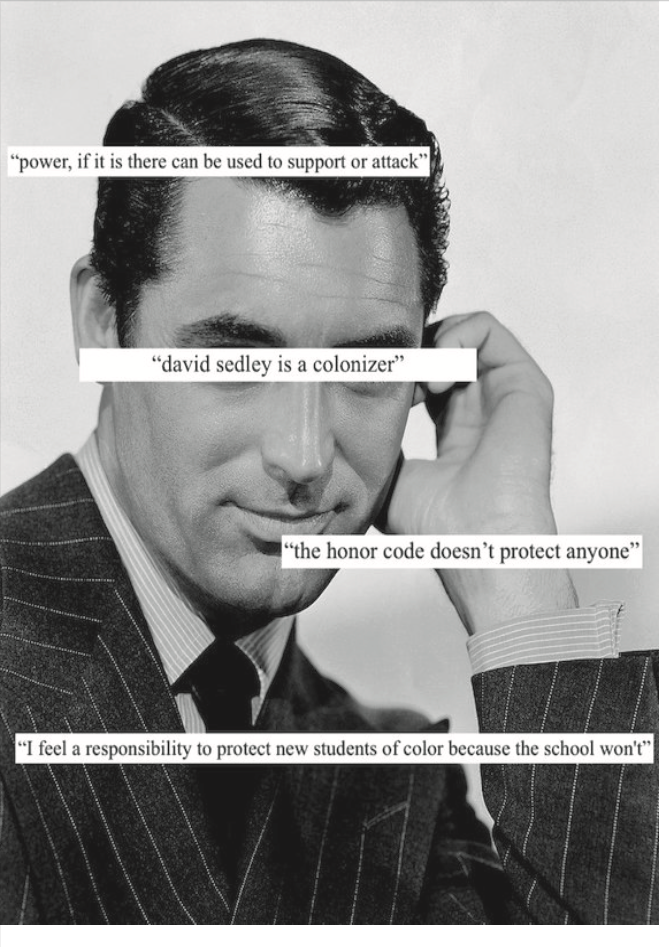 “power, if it is there can be used to support or attack”
“david sedley is a colonizer”
“the honor code doesn’t protect anyone”
“I feel a responsibility to protect new students of color because the school won't”